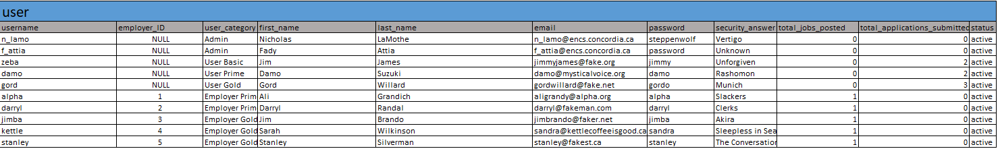 user
username employer_ID user_category first_name last_name email password security_answer total_jobs_posted total_applications_submitted status
n_lamo NULL Admin Nicholas LaMothe n_lamo@encs.concordia.ca steppenwolf Vertigo 0 0 active
f_attia NULL Admin Fady Attia f_attia@encs.concordia.ca password Unknown 0 0 active
zeba NULL User Basic Jim James jimmyjames@fake.org jimmy Unforgiven 0 2 active
damo NULL User Prime Damo Suzuki damo@mysticalvoice.org damo Rashomon 0 2 active
gord NULL User Gold Gord Willard gordwillard@fake.net gordo Munich 0 3 active
alpha 1 Employer Prim Ali Grandich aligrandy@alpha.org alpha Slackers 1 0 active
darryl 2 Employer Prim Darryl Randal darryl@fakeman.com darryl Clerks 1 0 active
jimba 3 Employer Gold Jim Brando jimbrando@faker.net jimba Akira 1 0 active
kettle 4 Employer Gold Sarah Wilkinson sandra@kettlecoffeeisgood.ca sandra Sleepless in Sea 1 0 active
stanley 5 Employer Gold Stanley Silverman stanley@fakest.ca stanley The Conversation 1 0 active